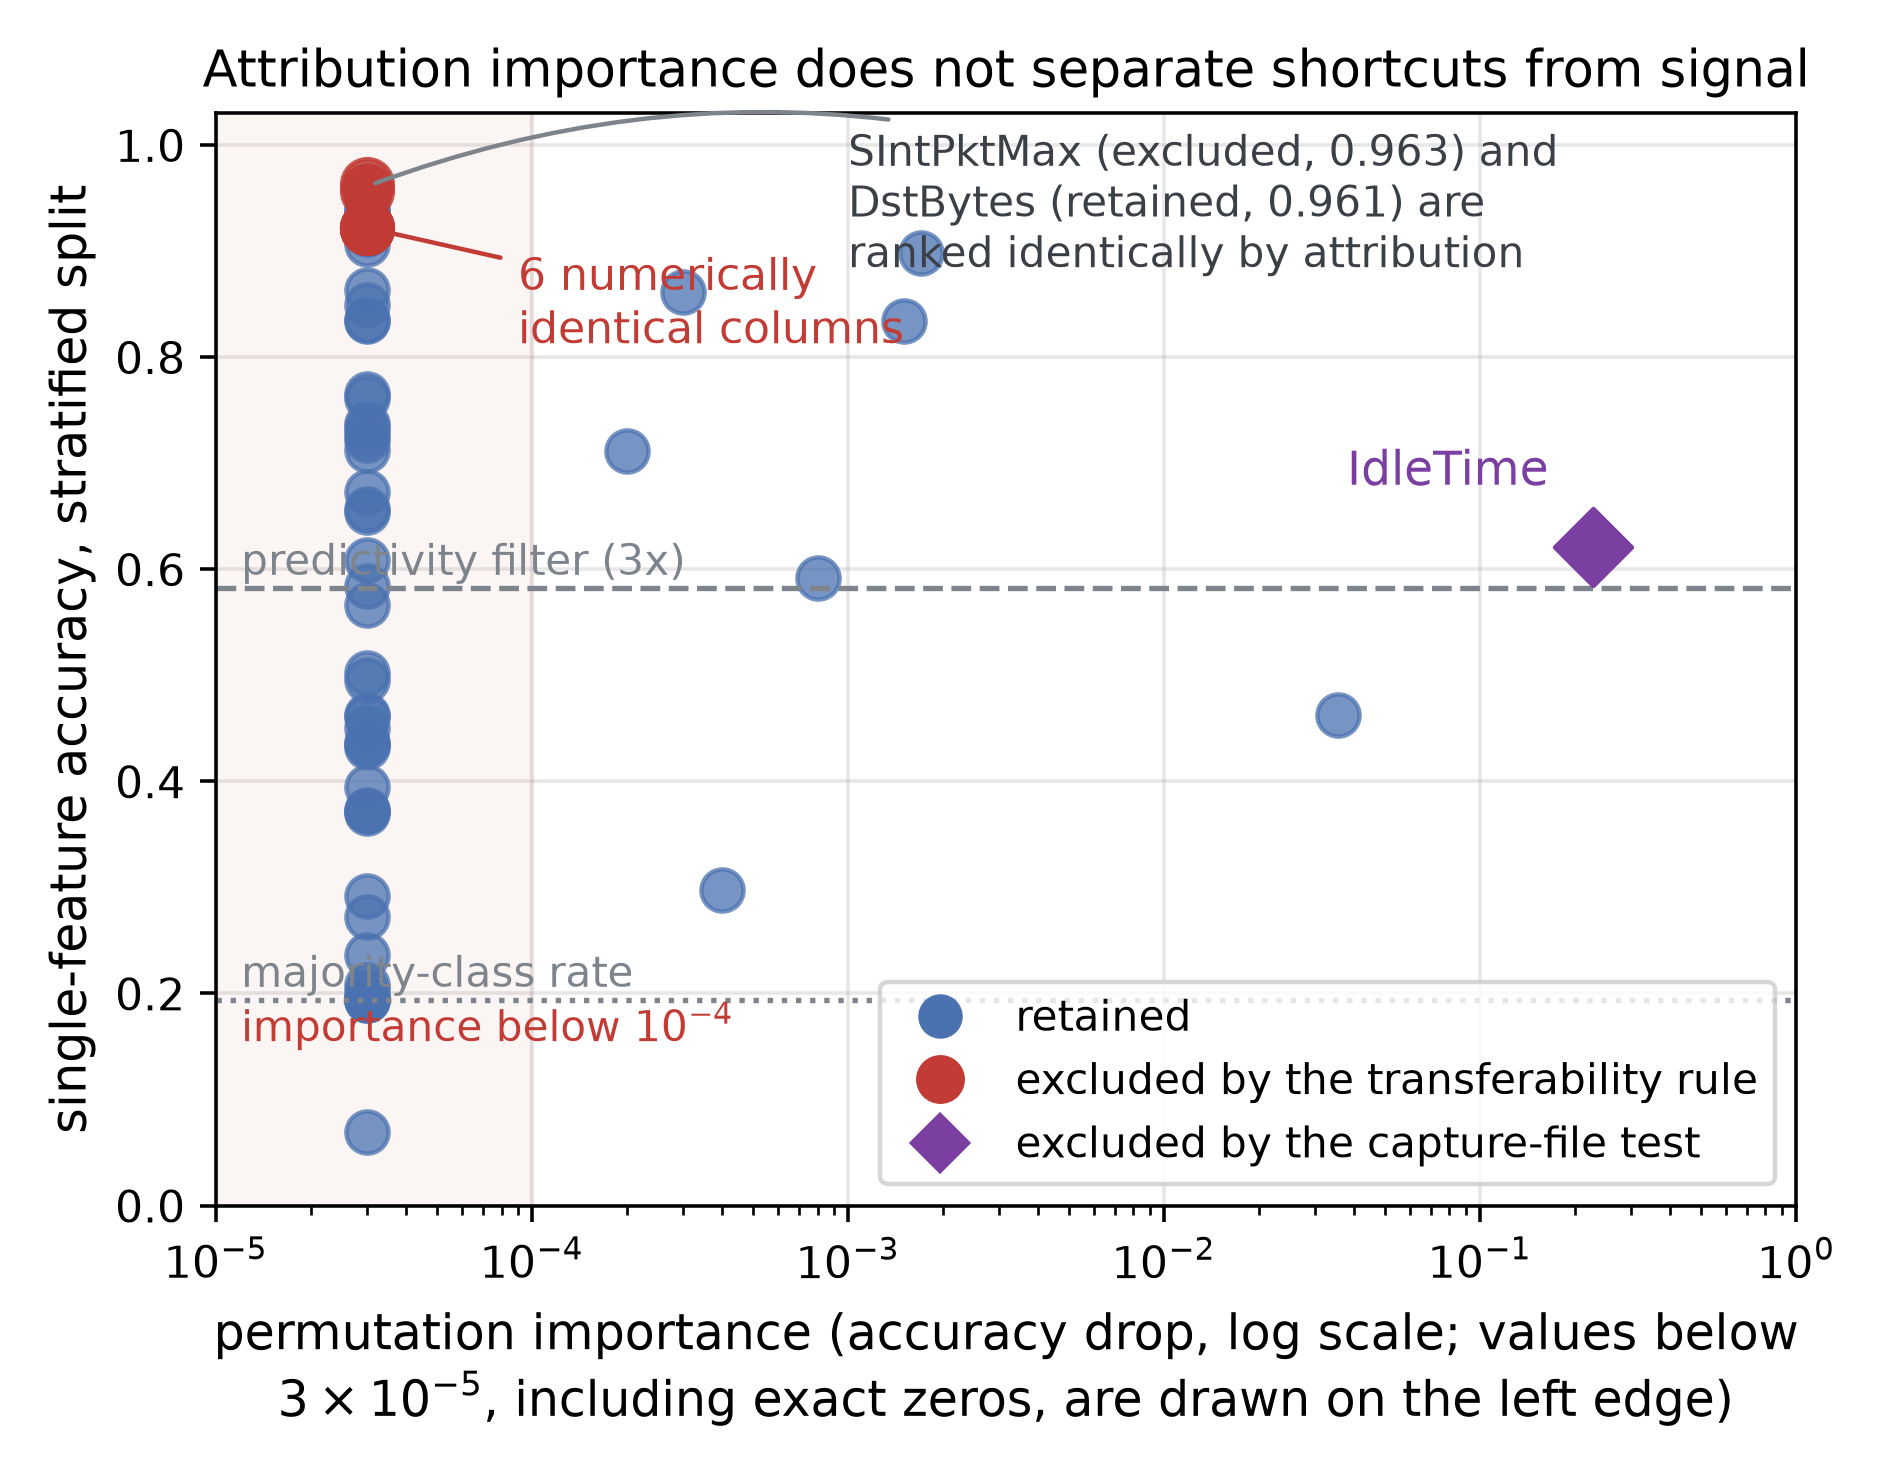 Attribution importance does not separate shortcuts from signal
single-feature accuracy, stratified split
1.0
0.8
0.6
0.4
0.2
0.0
SIntPktMax (excluded, 0.963) and
DstBytes (retained, 0.961) are
ranked identically by attribution
6 numerically
identical columns
IdleTime
predictivity filter (3x)
majority-class rate
importance below 10⁻⁴
retained
excluded by the transferability rule
excluded by the capture-file test
10⁻⁵ 10⁻⁴ 10⁻³ 10⁻² 10⁻¹ 10⁰
permutation importance (accuracy drop, log scale; values below
3 × 10⁻⁵, including exact zeros, are drawn on the left edge)